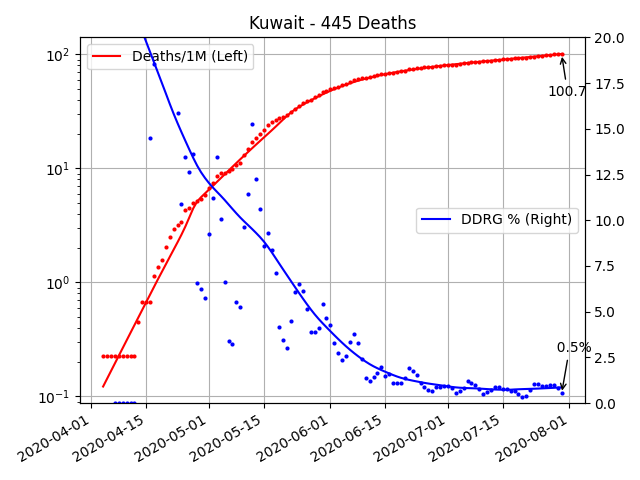 Kuwait - 445 Deaths
10² 20.0
Deaths/1M (Left)
17.5
100.7
15.0
10¹ 12.5
DDRG % (Right) 10.0
7.5
10⁰
5.0
0.5%
2.5
10⁻¹ 0.0
2020-04-01 2020-04-15 2020-05-01 2020-05-15 2020-06-01 2020-06-15 2020-07-01 2020-07-15 2020-08-01